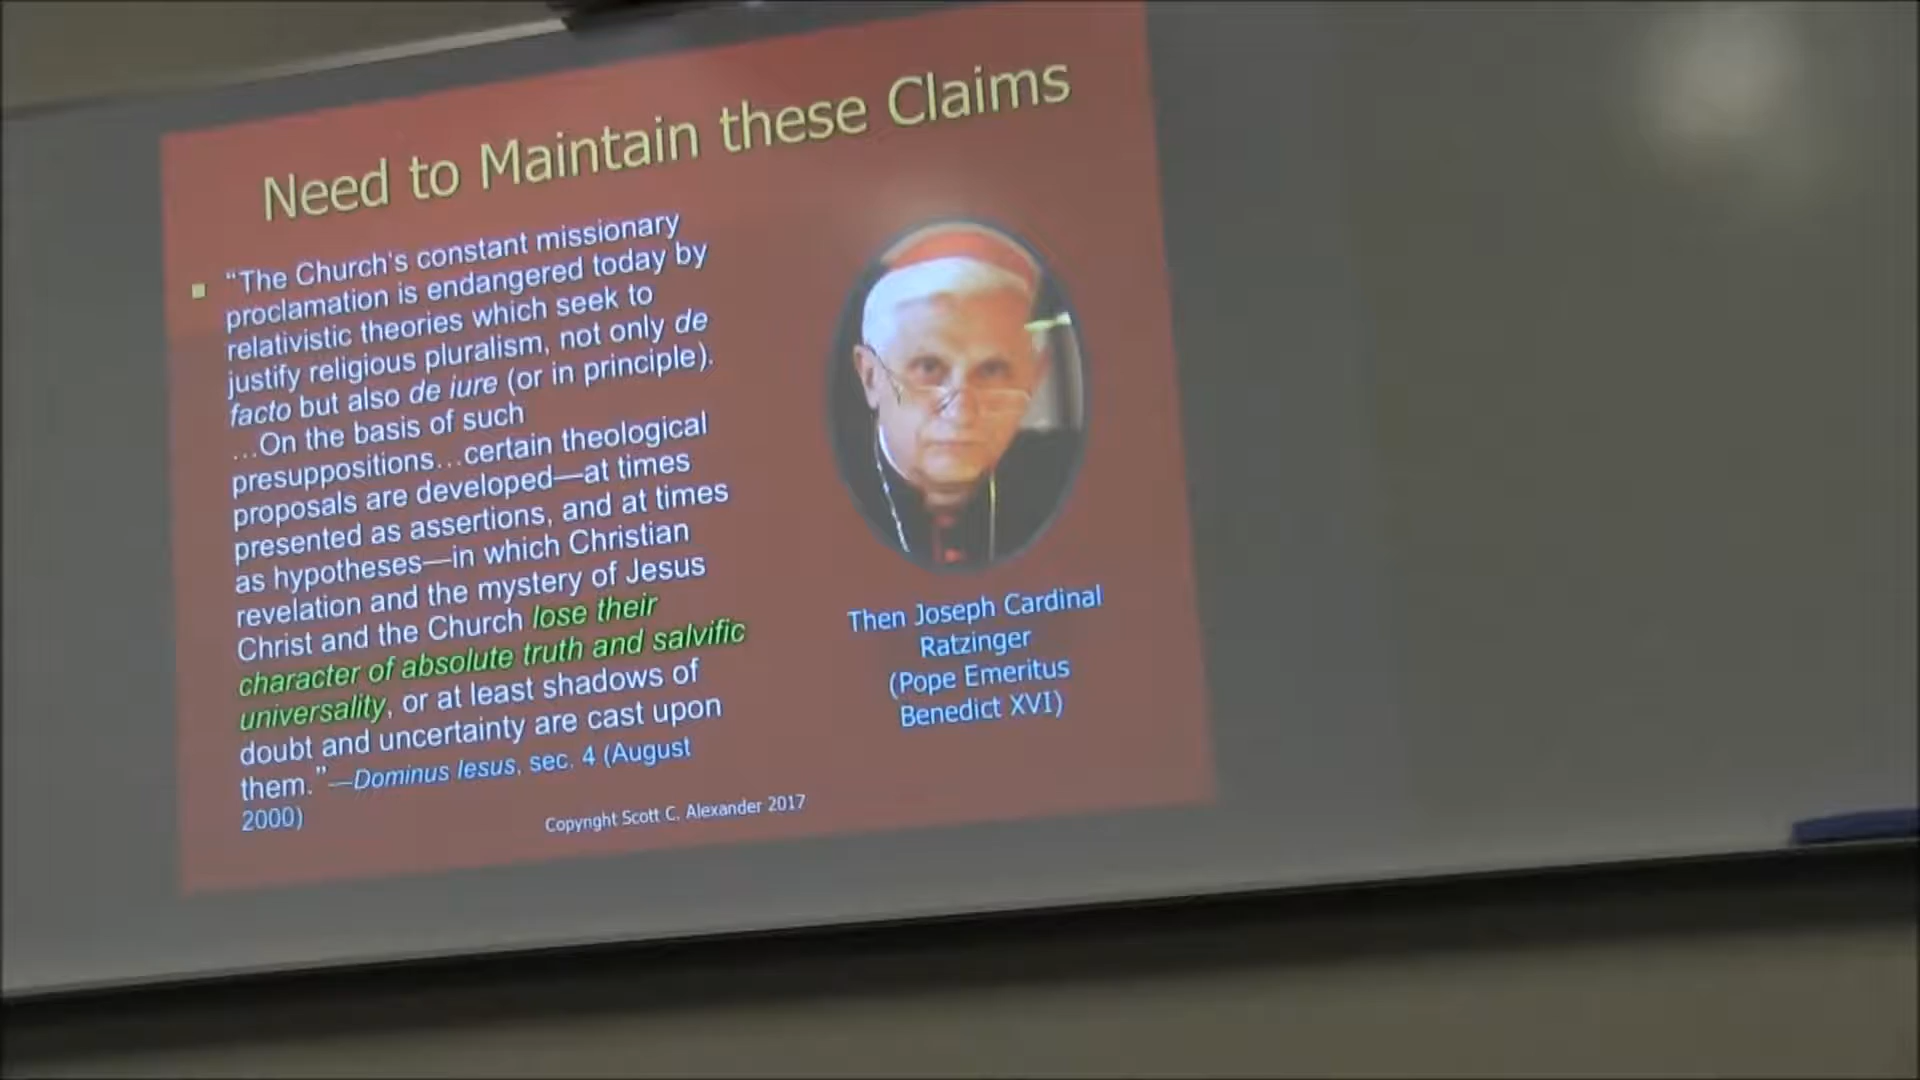 Need to Maintain these Claims
“The Church’s constant missionary
proclamation is endangered today by
relativistic theories which seek to
justify religious pluralism, not only de
facto but also de iure (or in principle).
…On the basis of such
presuppositions…certain theological
proposals are developed—at times
presented as assertions, and at times
as hypotheses—in which Christian
revelation and the mystery of Jesus
Christ and the Church lose their
character of absolute truth and salvific
universality, or at least shadows of
doubt and uncertainty are cast upon
them.”—Dominus Iesus, sec. 4 (August
2000)
Then Joseph Cardinal
Ratzinger
(Pope Emeritus
Benedict XVI)
Copyright Scott C. Alexander 2017